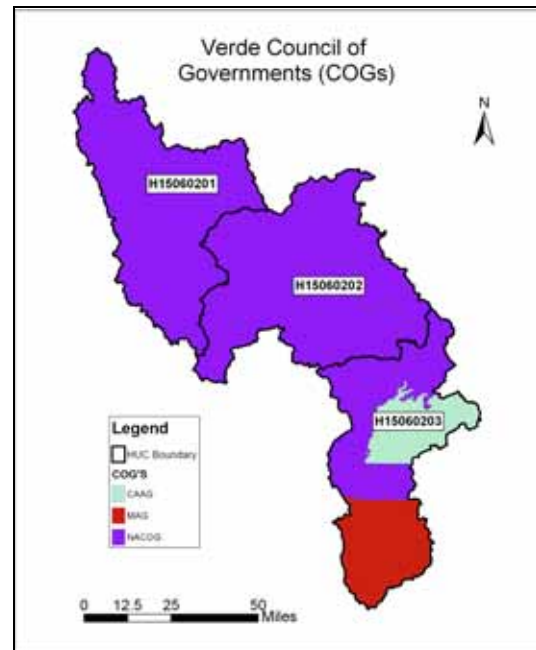 Verde Council of
Governments (COGs)
N
H15060201
H15060202
H15060203
Legend
HUC Boundary
COG'S
CAAG
MAG
NACOG
0 12.5 25 50
Miles